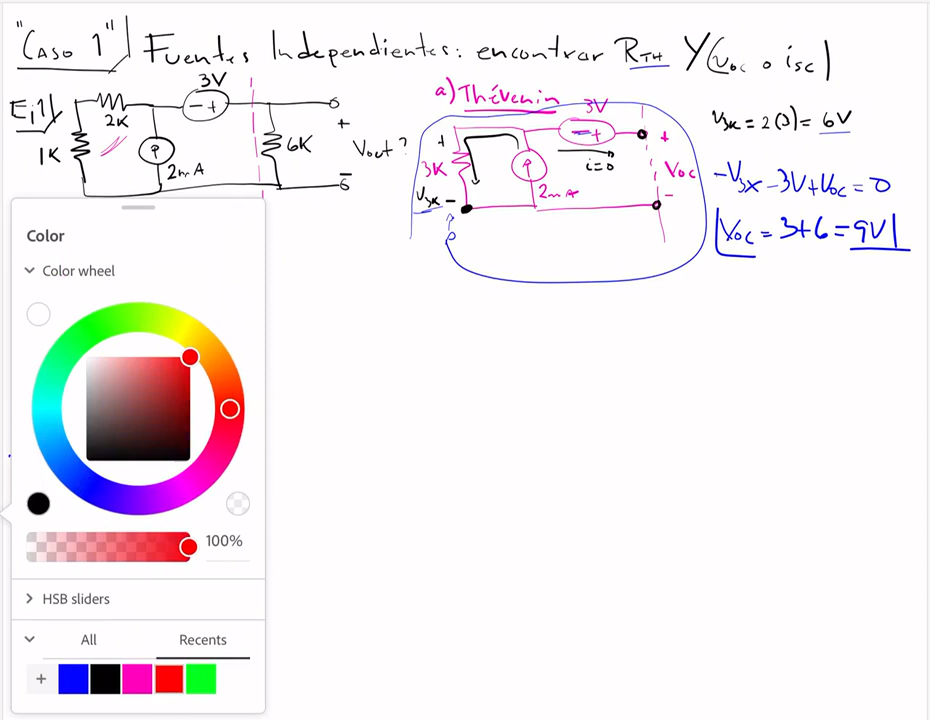 "Caso 1" Fuentes Independientes: encontrar RTH Y (voc o isc)
Ej1)
2K
3V
1K
2mA
6K
+
Vout?
-
a) Thévenin
3V
- +
+
3K
i=0
+
Voc
2mA
V3K -
-
V3K = 2(3) = 6V
-V3K - 3V + Voc = 0
Voc = 3+6 = 9V
Color
Color wheel
100%
HSB sliders
All
Recents
+